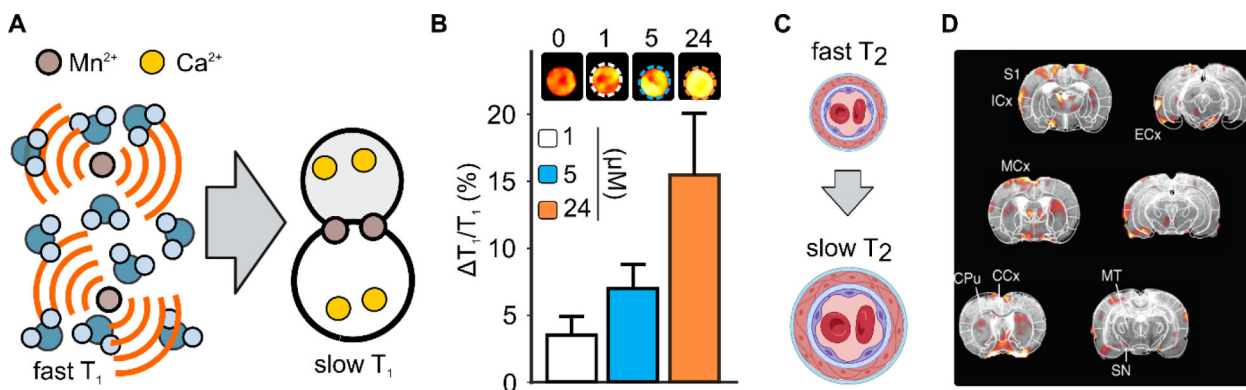 A
Mn²⁺ Ca²⁺
fast T₁
slow T₁
B
0 1 5 24
20
15
10
5
0
ΔT₁/T₁ (%)
1
5
24
(μM)
C
fast T2
slow T2
D
S1
ICx
ECx
MCx
CPu CCx
MT
SN